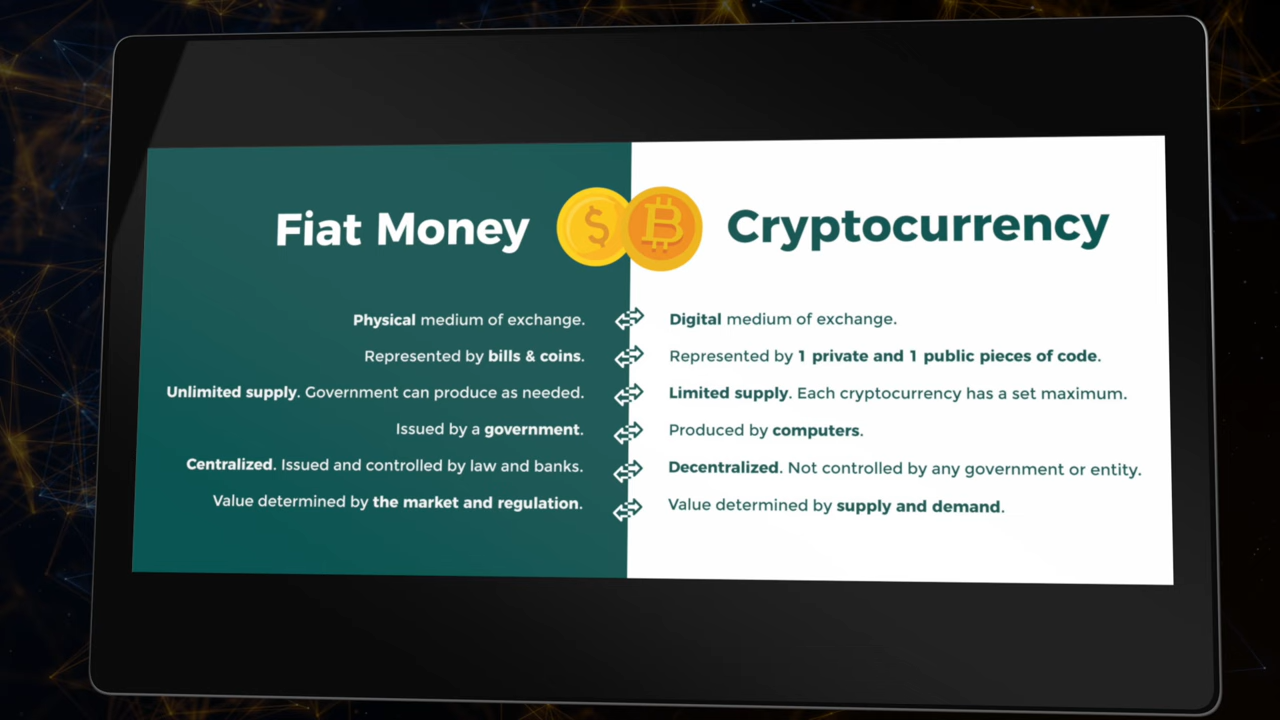 Fiat Money
Physical medium of exchange.
Represented by bills & coins.
Unlimited supply. Government can produce as needed.
Issued by a government.
Centralized. Issued and controlled by law and banks.
Value determined by the market and regulation.
Cryptocurrency
Digital medium of exchange.
Represented by 1 private and 1 public pieces of code.
Limited supply. Each cryptocurrency has a set maximum.
Produced by computers.
Decentralized. Not controlled by any government or entity.
Value determined by supply and demand.